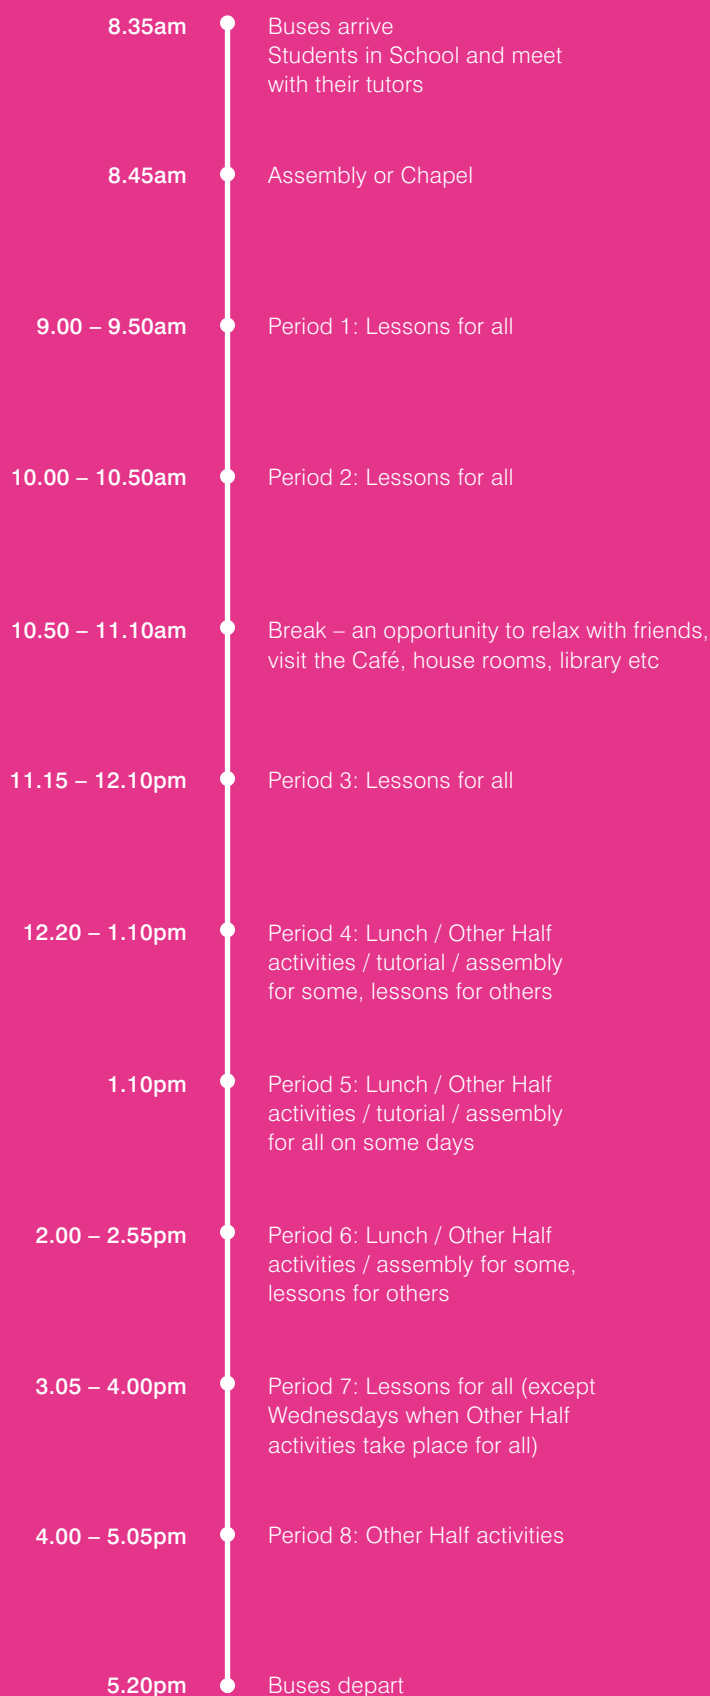 8.35am
Buses arrive
Students in School and meet
with their tutors
8.45am
Assembly or Chapel
9.00 – 9.50am
Period 1: Lessons for all
10.00 – 10.50am
Period 2: Lessons for all
10.50 – 11.10am
Break – an opportunity to relax with friends,
visit the Café, house rooms, library etc
11.15 – 12.10pm
Period 3: Lessons for all
12.20 – 1.10pm
Period 4: Lunch / Other Half
activities / tutorial / assembly
for some, lessons for others
1.10pm
Period 5: Lunch / Other Half
activities / tutorial / assembly
for all on some days
2.00 – 2.55pm
Period 6: Lunch / Other Half
activities / assembly for some,
lessons for others
3.05 – 4.00pm
Period 7: Lessons for all (except
Wednesdays when Other Half
activities take place for all)
4.00 – 5.05pm
Period 8: Other Half activities
5.20pm
Buses depart